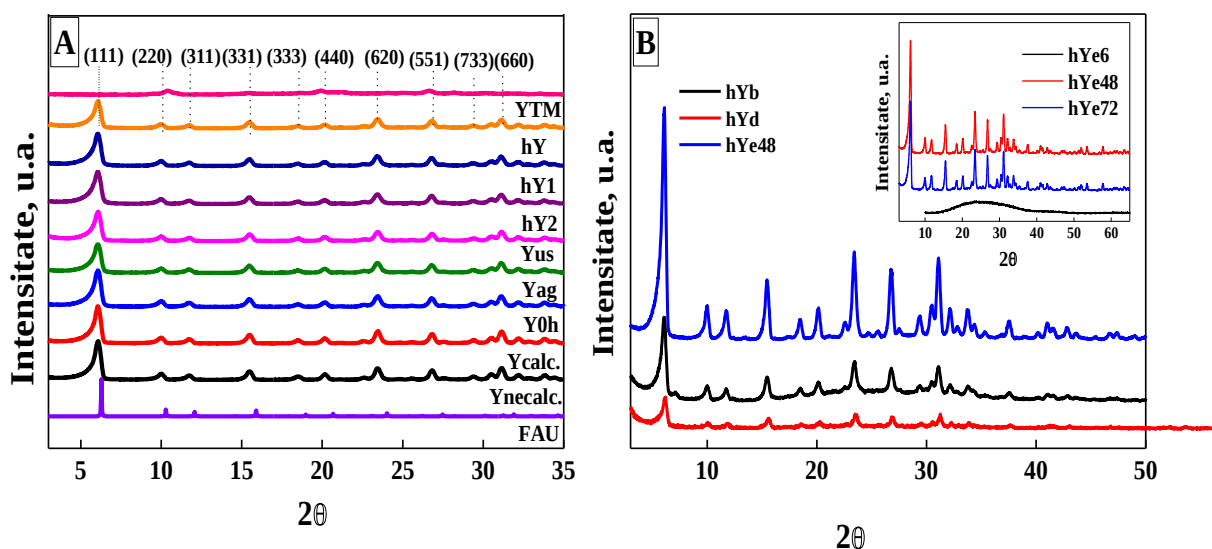 A
(111) (220) (311) (331) (333) (440) (620) (551) (733) (660)
YTM
hY
hY1
hY2
Yus
Yag
Y0h
Ycalc.
Ynecalc.
FAU
Intensitate, u.a.
5 10 15 20 25 30 35
2θ
B
hYb
hYd
hYe48
Intensitate, u.a.
10 20 30 40 50
2θ
hYe6
hYe48
hYe72
Intensitate, u.a.
10 20 30 40 50 60
2θ